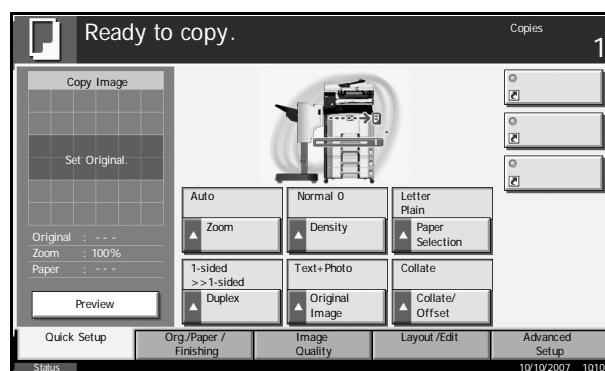 Ready to copy.
Copies
1
Copy Image
Set Original.
Original : - - -
Zoom : 100%
Paper : - - -
Preview
Auto
Zoom
Normal 0
Density
Letter
Plain
Paper
Selection
1-sided
>>1-sided
Duplex
Text+Photo
Original
Image
Collate
Collate/
Offset
Quick Setup
Org./Paper /
Finishing
Image
Quality
Layout /Edit
Advanced
Setup
Status
10/10/2007 1010